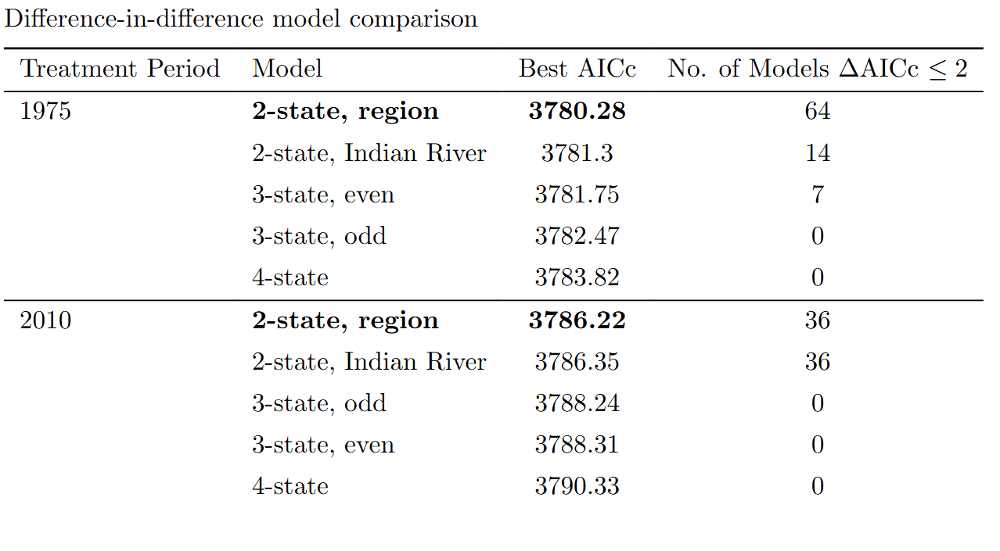 Difference-in-difference model comparison
Treatment Period Model Best AICc No. of Models ΔAICc ≤ 2
1975 2-state, region 3780.28 64
2-state, Indian River 3781.3 14
3-state, even 3781.75 7
3-state, odd 3782.47 0
4-state 3783.82 0
2010 2-state, region 3786.22 36
2-state, Indian River 3786.35 36
3-state, odd 3788.24 0
3-state, even 3788.31 0
4-state 3790.33 0